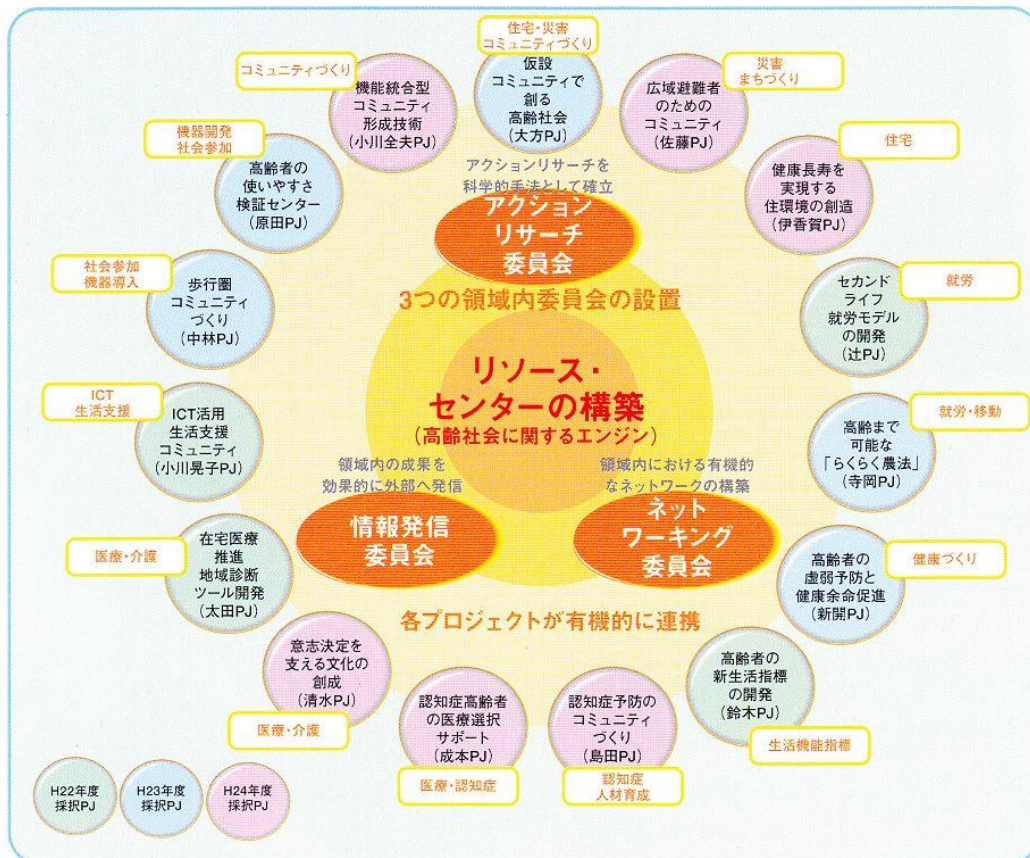 住宅・災害
コミュニティづくり
仮設
コミュニティで
創る
高齢社会
(大方PJ)
災害
まちづくり
広域避難者
のための
コミュニティ
(佐藤PJ)
住宅
健康長寿を
実現する
住環境の創造
(伊香賀PJ)
就労
セカンド
ライフ
就労モデル
の開発
(辻PJ)
就労・移動
高齢まで
可能な
「らくらく農法」
(寺岡PJ)
健康づくり
高齢者の
虚弱予防と
健康余命促進
(新開PJ)
高齢者の
新生活指標
の開発
(鈴木PJ)
生活機能指標
認知症予防の
コミュニティ
づくり
(島田PJ)
認知症
人材育成
認知症高齢者
の医療選択
サポート
(成本PJ)
医療・認知症
意志決定を
支える文化の
創成
(清水PJ)
医療・介護
医療・介護
在宅医療
推進
地域診断
ツール開発
(太田PJ)
ICT
生活支援
ICT活用
生活支援
コミュニティ
(小川晃子PJ)
社会参加
機器導入
歩行圏
コミュニティ
づくり
(中林PJ)
機器開発
社会参加
高齢者の
使いやすさ
検証センター
(原田PJ)
コミュニティづくり
機能統合型
コミュニティ
形成技術
(小川全夫PJ)
アクションリサーチを
科学的手法として確立
アクション
リサーチ
委員会
3つの領域内委員会の設置
リソース・
センターの構築
(高齢社会に関するエンジン)
領域内の成果を
効果的に外部へ発信
情報発信
委員会
領域内における有機的
なネットワークの構築
ネット
ワーキング
委員会
各プロジェクトが有機的に連携
H22年度
採択PJ
H23年度
採択PJ
H24年度
採択PJ